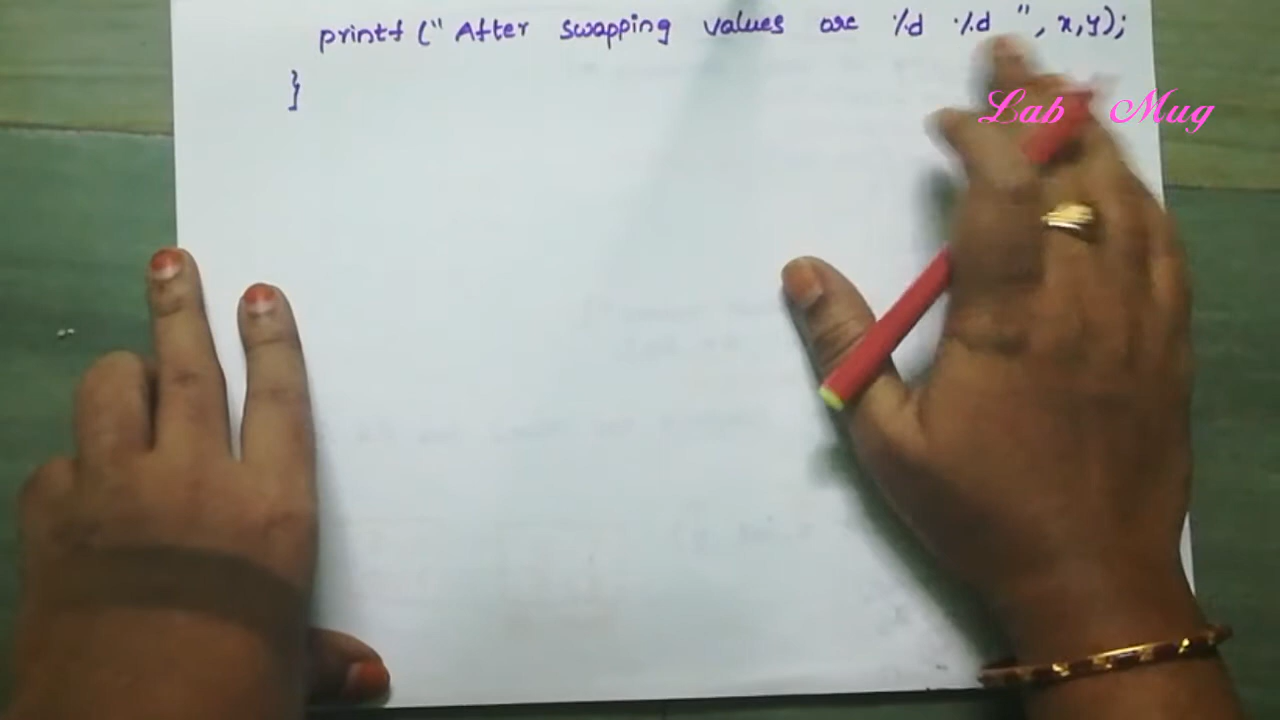 printf (" After swapping values are %d %d ", x,y);
}
Lab Mug